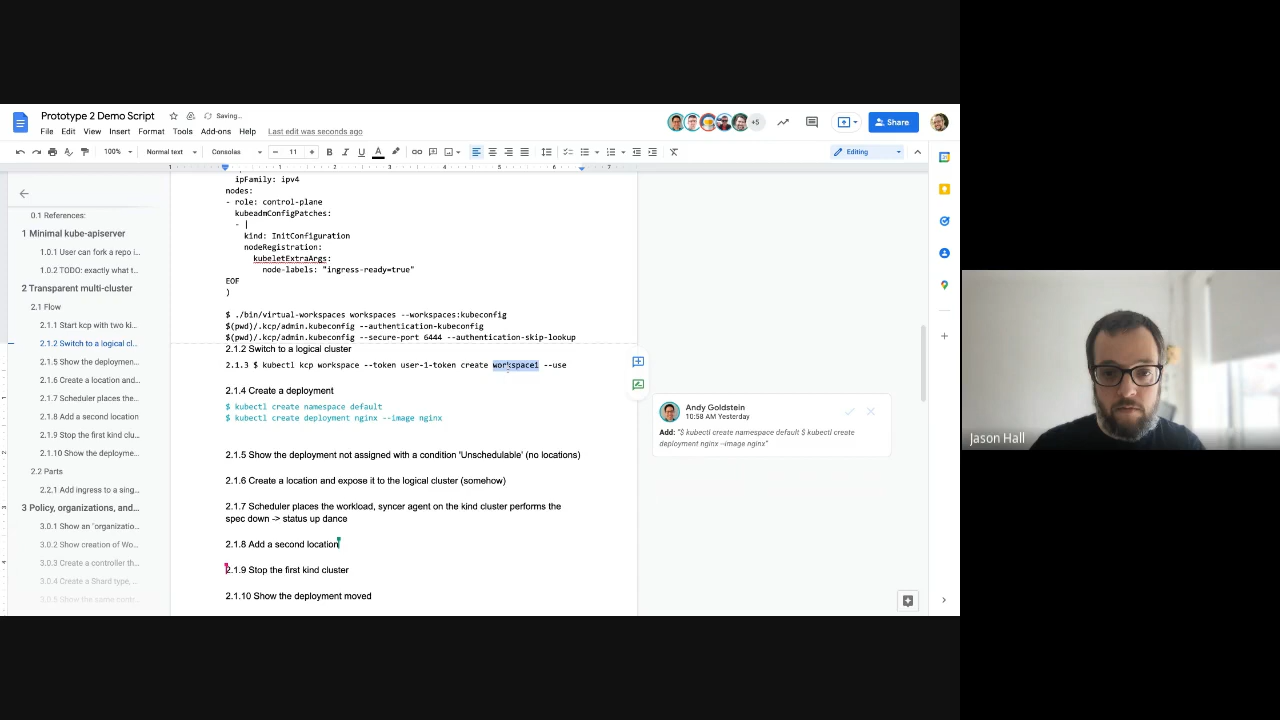 Prototype 2 Demo Script
Saving...
File Edit View Insert Format Tools Add-ons Help Last edit was seconds ago
+5
Share
100% Normal text Consolas 11 B I U A
Editing
1 1 2 3 4 5 6 7
0.1 References:
1 Minimal kube-apiserver
1.0.1 User can fork a repo i...
1.0.2 TODO: exactly what t...
2 Transparent multi-cluster
2.1 Flow
2.1.1 Start kcp with two ki...
2.1.2 Switch to a logical cl...
2.1.5 Show the deploymen...
2.1.6 Create a location and...
2.1.7 Scheduler places the...
2.1.8 Add a second location
2.1.9 Stop the first kind clu...
2.1.10 Show the deployme...
2.2 Parts
2.2.1 Add ingress to a sing...
3 Policy, organizations, and...
3.0.1 Show an "organizatio...
3.0.2 Show creation of Wo...
3.0.3 Create a controller th...
3.0.4 Create a Shard type, ...
3.0.5 Show the same contr...
ipFamily: ipv4
nodes:
- role: control-plane
kubeadmConfigPatches:
- |
kind: InitConfiguration
nodeRegistration:
kubeletExtraArgs:
node-labels: "ingress-ready=true"
EOF
)
$ ./bin/virtual-workspaces workspaces --workspaces:kubeconfig
$(pwd)/.kcp/admin.kubeconfig --authentication-kubeconfig
$(pwd)/.kcp/admin.kubeconfig --secure-port 6444 --authentication-skip-lookup
2.1.2 Switch to a logical cluster
2.1.3 $ kubectl kcp workspace --token user-1-token create workspace1 --use
2.1.4 Create a deployment
$ kubectl create namespace default
$ kubectl create deployment nginx --image nginx
2.1.5 Show the deployment not assigned with a condition 'Unschedulable' (no locations)
2.1.6 Create a location and expose it to the logical cluster (somehow)
2.1.7 Scheduler places the workload, syncer agent on the kind cluster performs the
spec down -> status up dance
2.1.8 Add a second location
2.1.9 Stop the first kind cluster
2.1.10 Show the deployment moved
Andy Goldstein
10:58 AM Yesterday
Add: "$ kubectl create namespace default $ kubectl create
deployment nginx --image nginx"
Jason Hall